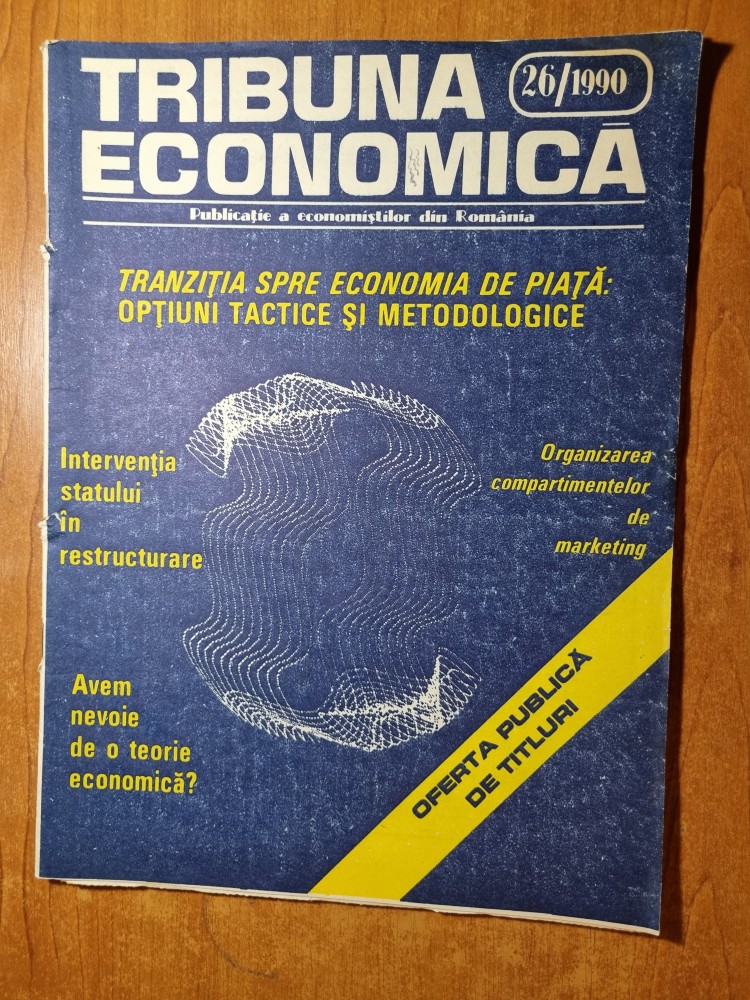 TRIBUNA
26/1990
ECONOMICĂ
Publicaţie a economiştilor din România
TRANZIŢIA SPRE ECONOMIA DE PIAŢĂ:
OPŢIUNI TACTICE ŞI METODOLOGICE
Intervenţia
statului
în
restructurare
Organizarea
compartimentelor
de
marketing
Avem
nevoie
de o teorie
economică?
OFERTA PUBLICĂ
DE TITLURI